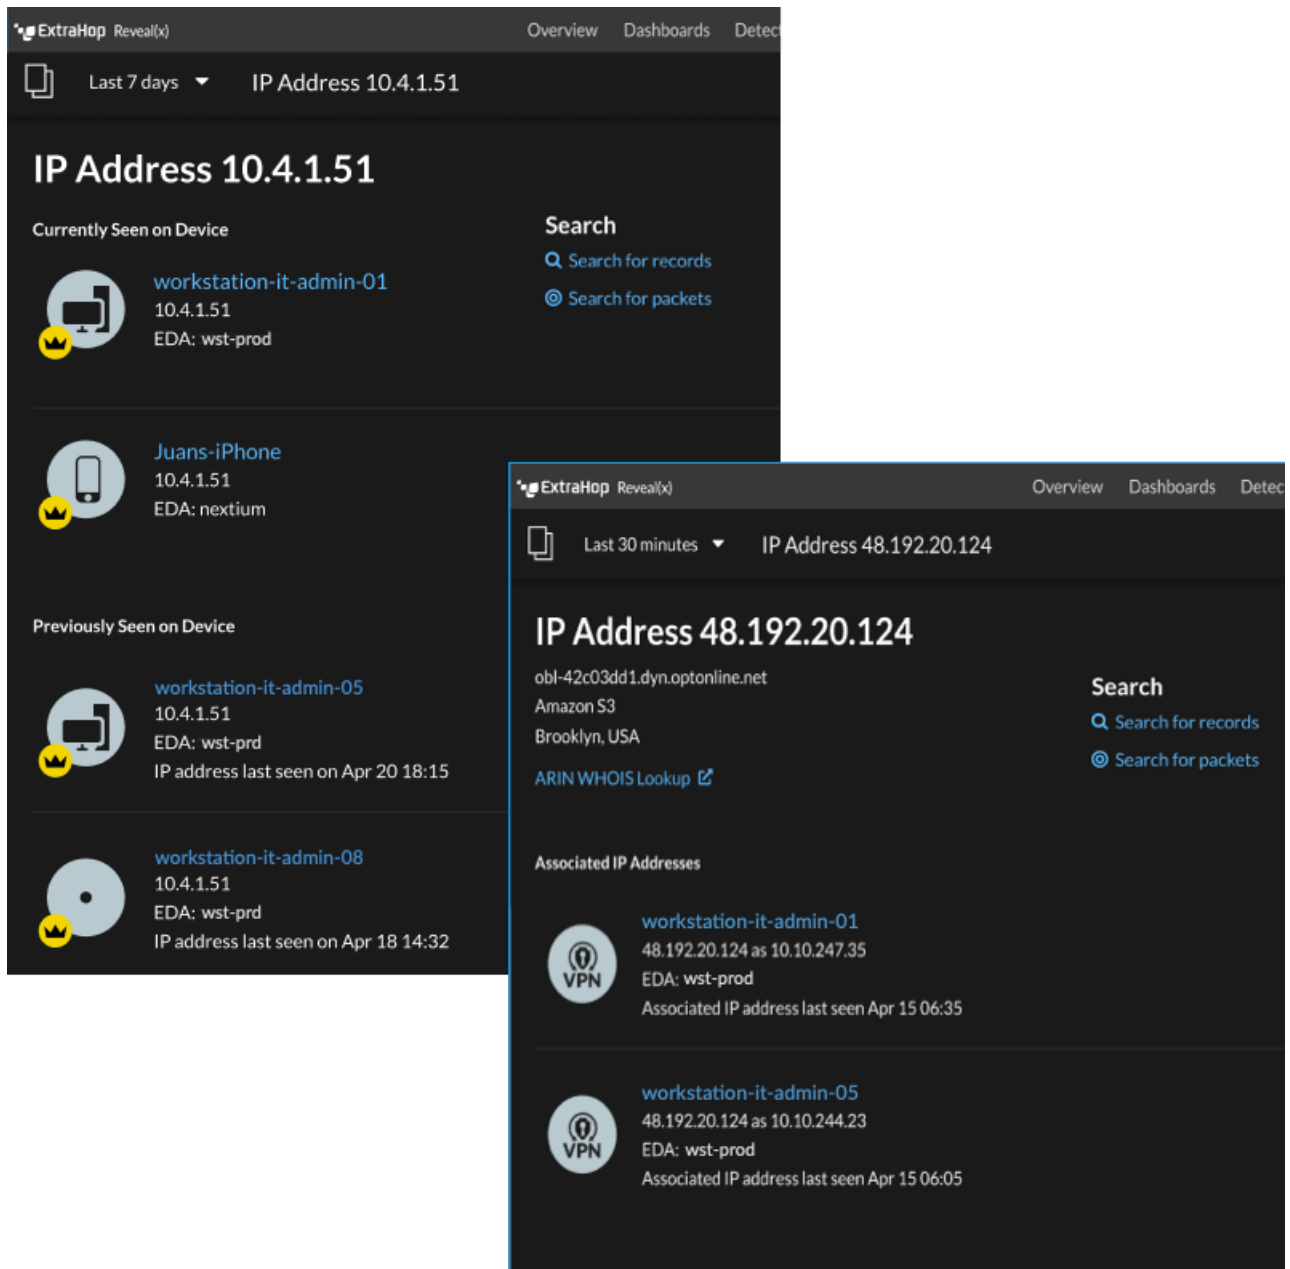 ExtraHop Reveal(x)
Overview Dashboards Detec
Last 7 days IP Address 10.4.1.51
IP Address 10.4.1.51
Currently Seen on Device
workstation-it-admin-01
10.4.1.51
EDA: wst-prod
Search
Search for records
Search for packets
Juans-iPhone
10.4.1.51
EDA: nextium
Previously Seen on Device
workstation-it-admin-05
10.4.1.51
EDA: wst-prd
IP address last seen on Apr 20 18:15
workstation-it-admin-08
10.4.1.51
EDA: wst-prd
IP address last seen on Apr 18 14:32
ExtraHop Reveal(x)
Overview Dashboards Detec
Last 30 minutes IP Address 48.192.20.124
IP Address 48.192.20.124
obl-42c03dd1.dyn.optonline.net
Amazon S3
Brooklyn, USA
ARIN WHOIS Lookup
Search
Search for records
Search for packets
Associated IP Addresses
VPN
workstation-it-admin-01
48.192.20.124 as 10.10.247.35
EDA: wst-prod
Associated IP address last seen Apr 15 06:35
VPN
workstation-it-admin-05
48.192.20.124 as 10.10.244.23
EDA: wst-prod
Associated IP address last seen Apr 15 06:05